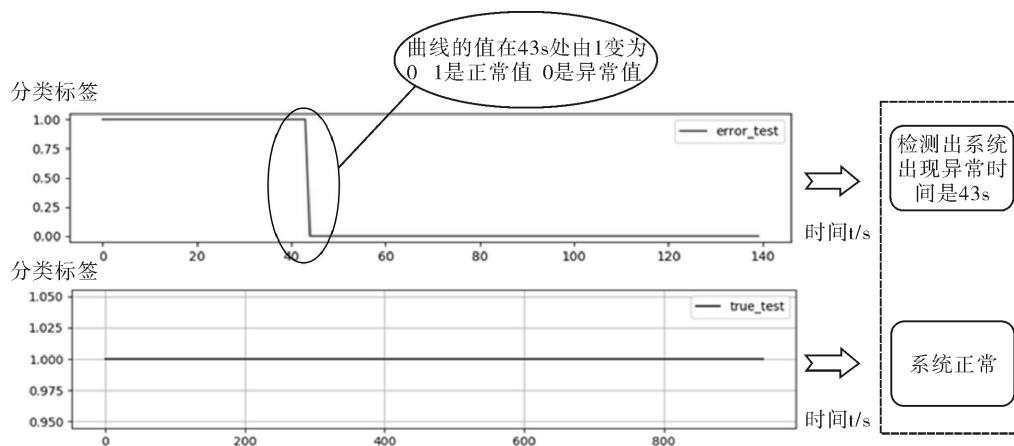 曲线的值在43s处由1变为
0 1是正常值 0是异常值
分类标签
1.00
0.75
0.50
0.25
0.00
error_test
0 20 40 60 80 100 120 140
时间t/s
检测出系统
出现异常时
间是43s
分类标签
1.050
1.025
1.000
0.975
0.950
true_test
0 200 400 600 800
时间t/s
系统正常